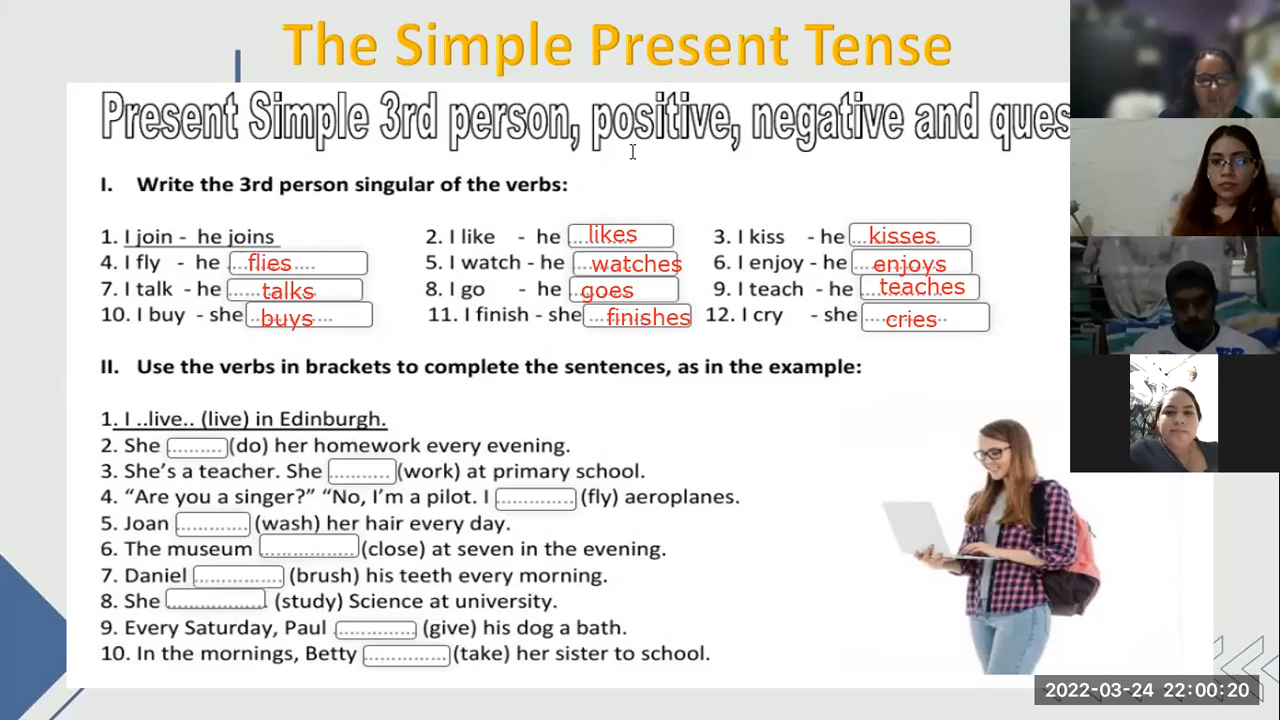 The Simple Present Tense
Present Simple 3rd person, positive, negative and ques
I. Write the 3rd person singular of the verbs:
1. I join - he joins 2. I like - he likes 3. I kiss - he kisses
4. I fly - he flies 5. I watch - he watches 6. I enjoy - he enjoys
7. I talk - he talks 8. I go - he goes 9. I teach - he teaches
10. I buy - she buys 11. I finish - she finishes 12. I cry - she cries
II. Use the verbs in brackets to complete the sentences, as in the example:
1. I ..live.. (live) in Edinburgh.
2. She .......... (do) her homework every evening.
3. She’s a teacher. She ........... (work) at primary school.
4. “Are you a singer?” “No, I’m a pilot. I ............. (fly) aeroplanes.
5. Joan ............ (wash) her hair every day.
6. The museum ................ (close) at seven in the evening.
7. Daniel ............... (brush) his teeth every morning.
8. She ................ (study) Science at university.
9. Every Saturday, Paul ............. (give) his dog a bath.
10. In the mornings, Betty .............. (take) her sister to school.
2022-03-24 22:00:20